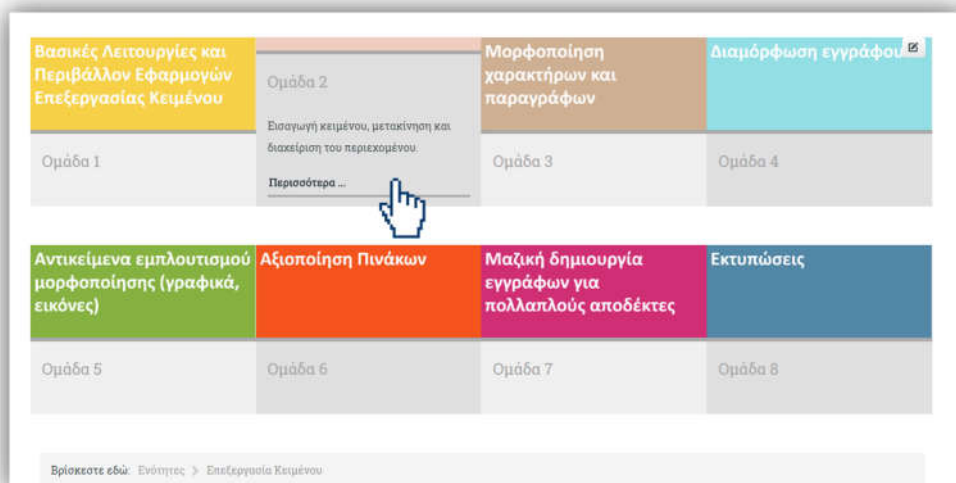 Βασικές Λειτουργίες και
Περιβάλλον Εφαρμογών
Επεξεργασίας Κειμένου
Ομάδα 1
Ομάδα 2
Εισαγωγή κειμένου, μετακίνηση και
διαχείριση του περιεχομένου.
Περισσότερα ...
Μορφοποίηση
χαρακτήρων και
παραγράφων
Ομάδα 3
Διαμόρφωση εγγράφου
Ομάδα 4
Αντικείμενα εμπλουτισμού
μορφοποίησης (γραφικά,
εικόνες)
Ομάδα 5
Αξιοποίηση Πινάκων
Ομάδα 6
Μαζική δημιουργία
εγγράφων για
πολλαπλούς αποδέκτες
Ομάδα 7
Εκτυπώσεις
Ομάδα 8
Βρίσκεστε εδώ: Ενότητες > Επεξεργασία Κειμένου